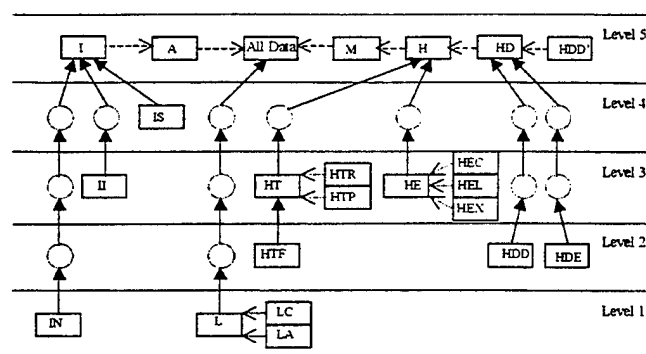 Level 5
I A All Data M H HD HDD'
Level 4
IS
HEC
HTR
Level 3
II HT HE HEL
HTP
HEX
Level 2
HTF HDD HDE
Level 1
LC
IN L
LA